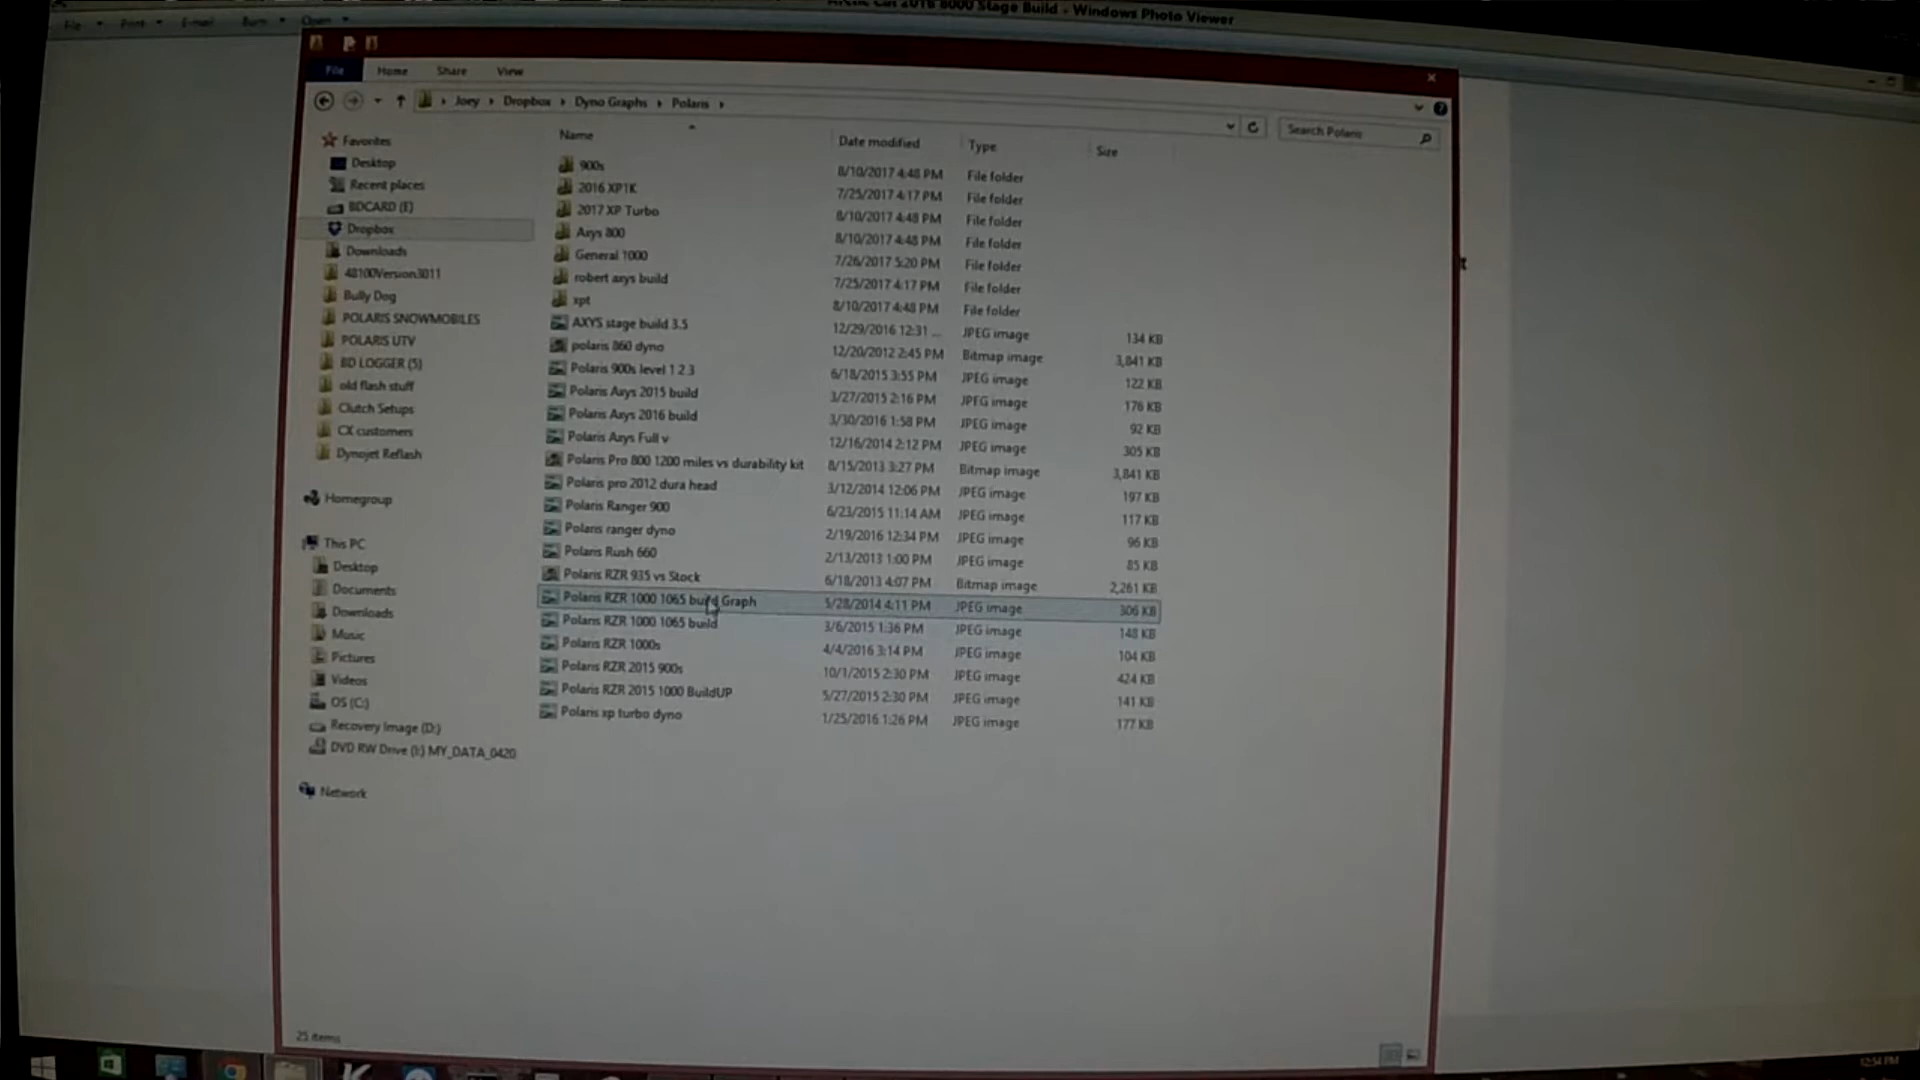 Arctic Cat 2016 8000 Stage Build - Windows Photo Viewer
File Print E-mail Burn Open
File Home Share View
Joey Dropbox Dyno Graphs Polaris
Search Polaris
Name Date modified Type Size
Favorites
Desktop
Recent places
BDCARD (E)
Dropbox
Downloads
48100Version3011
Bully Dog
POLARIS SNOWMOBILES
POLARIS UTV
BD LOGGER (5)
old flash stuff
Clutch Setups
CX customers
Dynojet Reflash
Homegroup
This PC
Desktop
Documents
Downloads
Music
Pictures
Videos
OS (C:)
Recovery Image (D:)
DVD RW Drive (I:) MY_DATA_0420
Network
900s 8/10/2017 4:48 PM File folder
2016 XP1K 7/25/2017 4:17 PM File folder
2017 XP Turbo 8/10/2017 4:48 PM File folder
Axys 800 8/10/2017 4:48 PM File folder
General 1000 7/26/2017 5:20 PM File folder
robert axys build 7/25/2017 4:17 PM File folder
xpt 8/10/2017 4:48 PM File folder
AXYS stage build 3.5 12/29/2016 12:31 ... JPEG image 134 KB
polaris 860 dyno 12/20/2012 2:45 PM Bitmap image 3,841 KB
Polaris 900s level 1 2 3 6/18/2015 3:55 PM JPEG image 122 KB
Polaris Axys 2015 build 3/27/2015 2:16 PM JPEG image 176 KB
Polaris Axys 2016 build 3/30/2016 1:58 PM JPEG image 92 KB
Polaris Axys Full v 12/16/2014 2:12 PM JPEG image 305 KB
Polaris Pro 800 1200 miles vs durability kit 8/15/2013 3:27 PM Bitmap image 3,841 KB
Polaris pro 2012 dura head 3/12/2014 12:06 PM JPEG image 197 KB
Polaris Ranger 900 6/23/2015 11:14 AM JPEG image 117 KB
Polaris ranger dyno 2/19/2016 12:34 PM JPEG image 96 KB
Polaris Rush 660 2/13/2013 1:00 PM JPEG image 85 KB
Polaris RZR 935 vs Stock 6/18/2013 4:07 PM Bitmap image 2,261 KB
Polaris RZR 1000 1065 build Graph 5/28/2014 4:11 PM JPEG image 306 KB
Polaris RZR 1000 1065 build 3/6/2015 1:36 PM JPEG image 148 KB
Polaris RZR 1000s 4/4/2016 3:14 PM JPEG image 104 KB
Polaris RZR 2015 900s 10/1/2015 2:30 PM JPEG image 424 KB
Polaris RZR 2015 1000 BuildUP 5/27/2015 2:30 PM JPEG image 141 KB
Polaris xp turbo dyno 1/25/2016 1:26 PM JPEG image 177 KB
25 items
12:54 PM